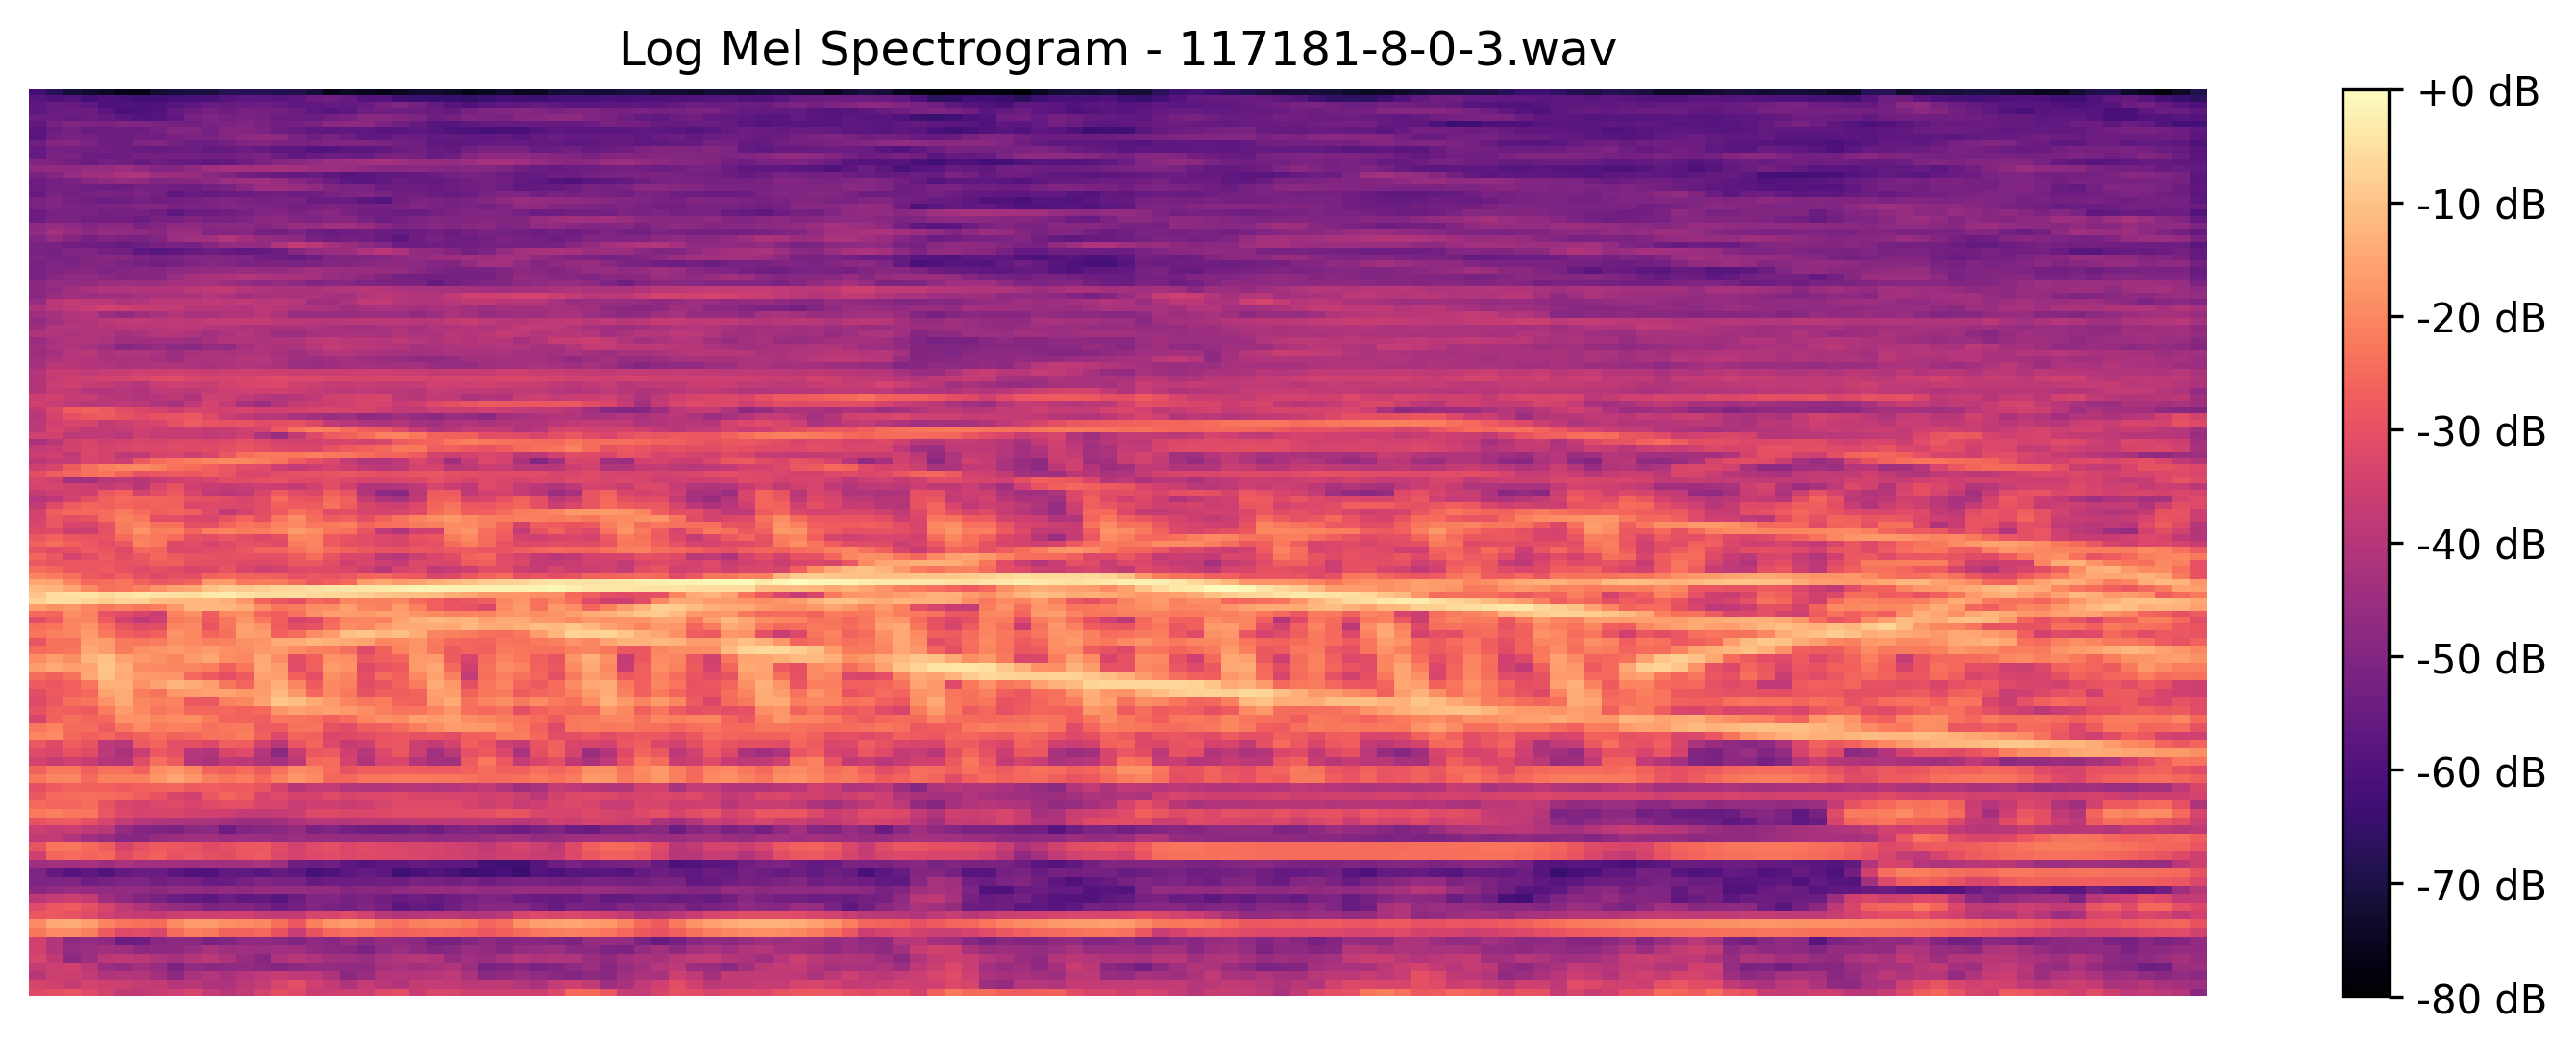 Log Mel Spectrogram - 117181-8-0-3.wav
+0 dB
-10 dB
-20 dB
-30 dB
-40 dB
-50 dB
-60 dB
-70 dB
-80 dB